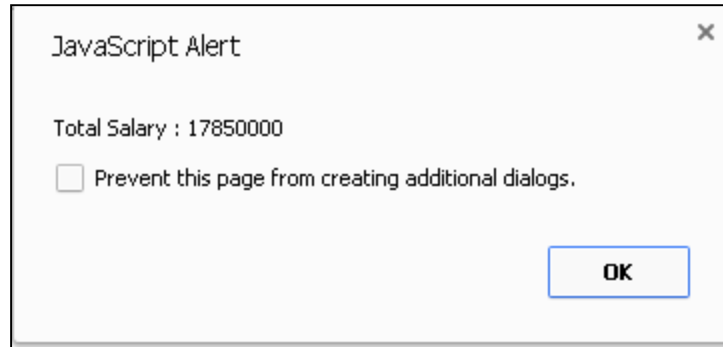 JavaScript Alert
Total Salary : 17850000
Prevent this page from creating additional dialogs.
OK